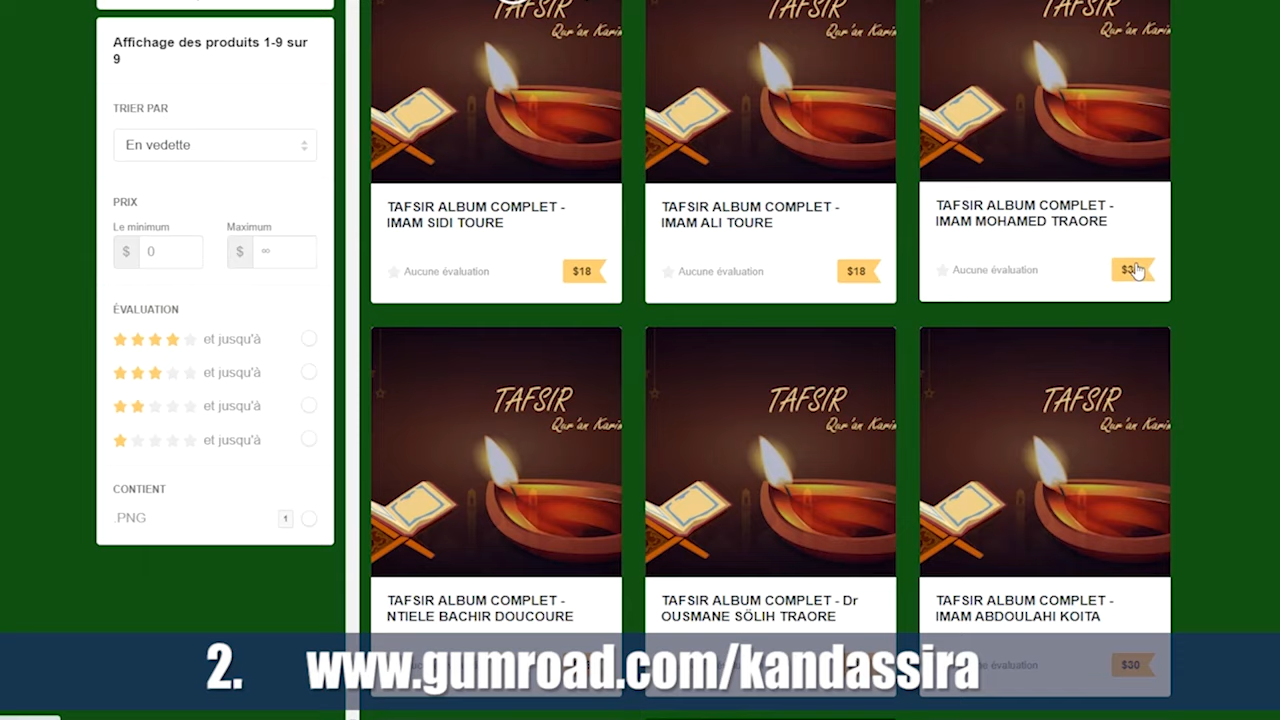 Affichage des produits 1-9 sur
9
TRIER PAR
En vedette
PRIX
Le minimum
Maximum
$ 0
$ ∞
ÉVALUATION
et jusqu'à
et jusqu'à
et jusqu'à
et jusqu'à
CONTIENT
.PNG
1
TAFSIR
Qur'an Karim
TAFSIR ALBUM COMPLET -
IMAM SIDI TOURE
Aucune évaluation
$18
TAFSIR
Qur'an Karim
TAFSIR ALBUM COMPLET -
IMAM ALI TOURE
Aucune évaluation
$18
TAFSIR
Qur'an Karim
TAFSIR ALBUM COMPLET -
IMAM MOHAMED TRAORE
Aucune évaluation
TAFSIR
Qur'an Karim
TAFSIR ALBUM COMPLET -
NTIELE BACHIR DOUCOURE
TAFSIR
Qur'an Karim
TAFSIR ALBUM COMPLET - Dr
OUSMANE SÖLIH TRAORE
TAFSIR
Qur'an Karim
TAFSIR ALBUM COMPLET -
IMAM ABDOULAHI KOITA
évaluation
$30
2. www.gumroad.com/kandassira